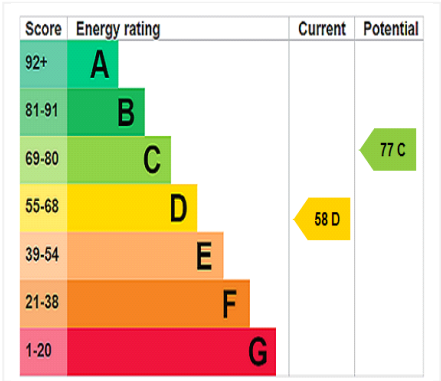 Score Energy rating Current Potential
92+ A
81-91 B
69-80 C 77 C
55-68 D 58 D
39-54 E
21-38 F
1-20 G